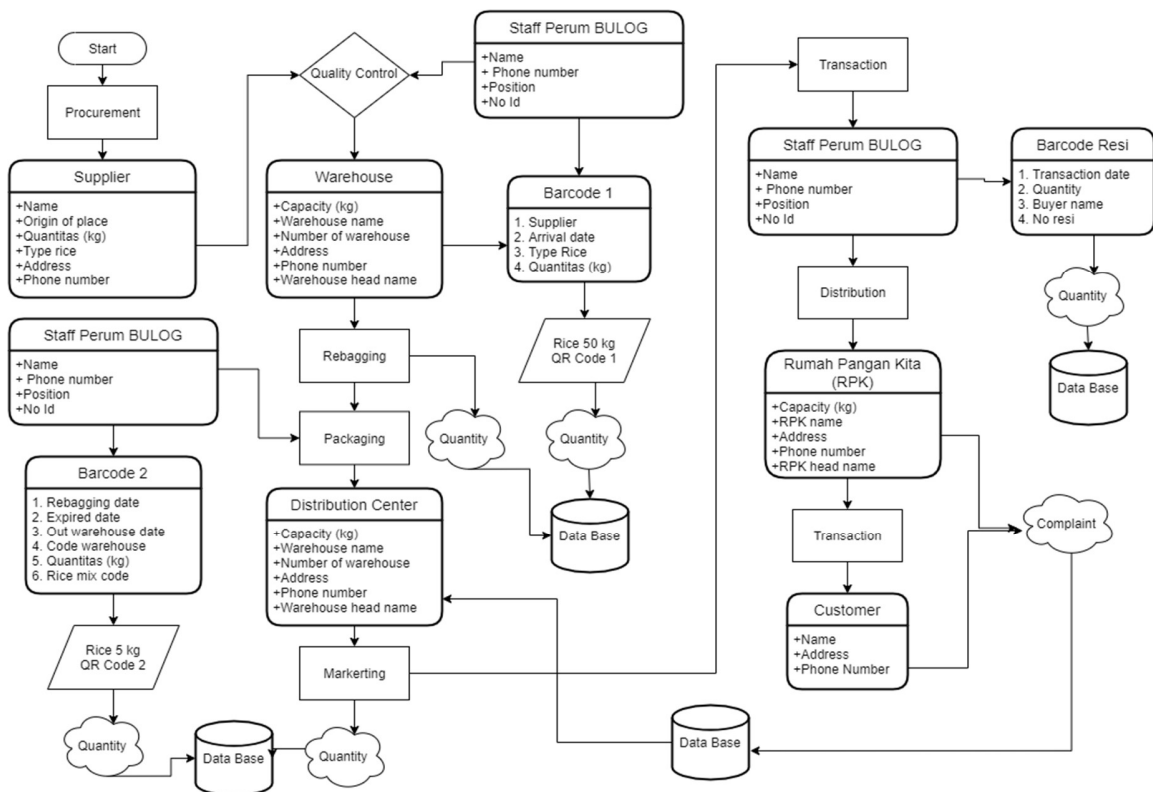 Start
Procurement
Supplier
+Name
+Origin of place
+Quantitas (kg)
+Type rice
+Address
+Phone number
Quality Control
Staff Perum BULOG
+Name
+ Phone number
+Position
+No Id
Warehouse
+Capacity (kg)
+Warehouse name
+Number of warehouse
+Address
+Phone number
+Warehouse head name
Barcode 1
1. Supplier
2. Arrival date
3. Type Rice
4. Quantitas (kg)
Rice 50 kg
QR Code 1
Quantity
Data Base
Rebagging
Quantity
Packaging
Staff Perum BULOG
+Name
+ Phone number
+Position
+No Id
Barcode 2
1. Rebagging date
2. Expired date
3. Out warehouse date
4. Code warehouse
5. Quantitas (kg)
6. Rice mix code
Rice 5 kg
QR Code 2
Quantity
Data Base
Distribution Center
+Capacity (kg)
+Warehouse name
+Number of warehouse
+Address
+Phone number
+Warehouse head name
Markerting
Quantity
Transaction
Staff Perum BULOG
+Name
+ Phone number
+Position
+No Id
Barcode Resi
1. Transaction date
2. Quantity
3. Buyer name
4. No resi
Quantity
Data Base
Distribution
Rumah Pangan Kita
(RPK)
+Capacity (kg)
+RPK name
+Address
+Phone number
+RPK head name
Transaction
Customer
+Name
+Address
+Phone Number
Complaint
Data Base